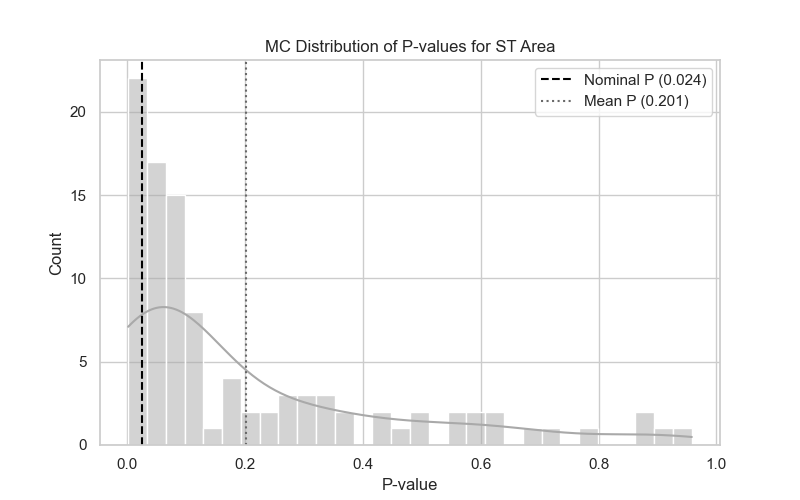 MC Distribution of P-values for ST Area
Nominal P (0.024)
Mean P (0.201)
Count
20
15
10
5
0
0.0 0.2 0.4 0.6 0.8 1.0
P-value